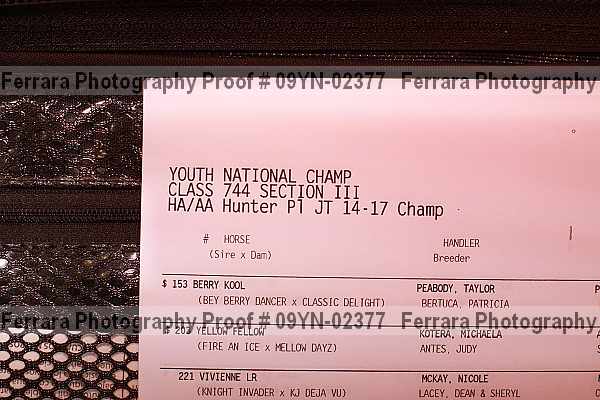 Ferrara Photography Proof # 09YN-02377 Ferrara Photography
YOUTH NATIONAL CHAMP
CLASS 744 SECTION III
HA/AA Hunter Pl JT 14-17 Champ
# HORSE HANDLER
(Sire x Dam) Breeder
$ 153 BERRY KOOL PEABODY, TAYLOR P
(BEY BERRY DANCER x CLASSIC DELIGHT) BERTUCA, PATRICIA
Ferrara Photography Proof # 09YN-02377 Ferrara Photography
$ 207 YELLOW FELLOW KOTERA, MICHAELA
(FIRE AN ICE x MELLOW DAYZ) ANTES, JUDY
221 VIVIENNE LR MCKAY, NICOLE
(KNIGHT INVADER x KJ DEJA VU) LACEY, DEAN & SHERYL